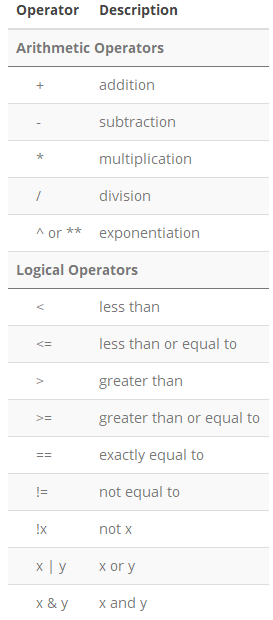 Operator Description
Arithmetic Operators
+ addition
- subtraction
* multiplication
/ division
^ or ** exponentiation
Logical Operators
< less than
<= less than or equal to
> greater than
>= greater than or equal to
== exactly equal to
!= not equal to
!x not x
x | y x or y
x & y x and y